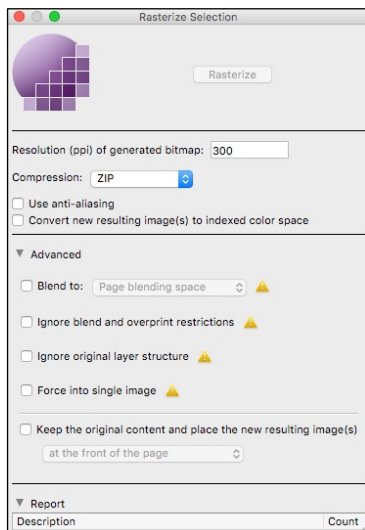 Rasterize Selection
Rasterize
Resolution (ppi) of generated bitmap: 300
Compression: ZIP
Use anti-aliasing
Convert new resulting image(s) to indexed color space
Advanced
Blend to: Page blending space
Ignore blend and overprint restrictions
Ignore original layer structure
Force into single image
Keep the original content and place the new resulting image(s)
at the front of the page
Report
Description Count